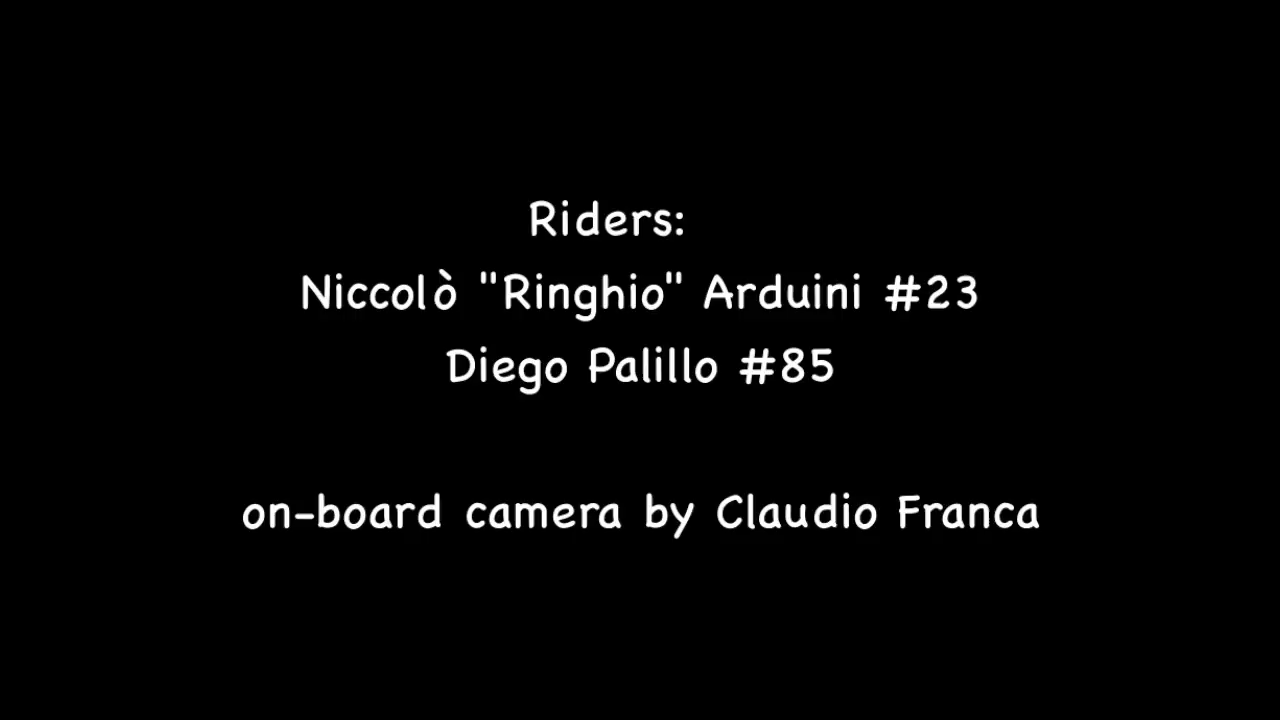 Riders:
Niccolò "Ringhio" Arduini #23
Diego Palillo #85
on-board camera by Claudio Franca